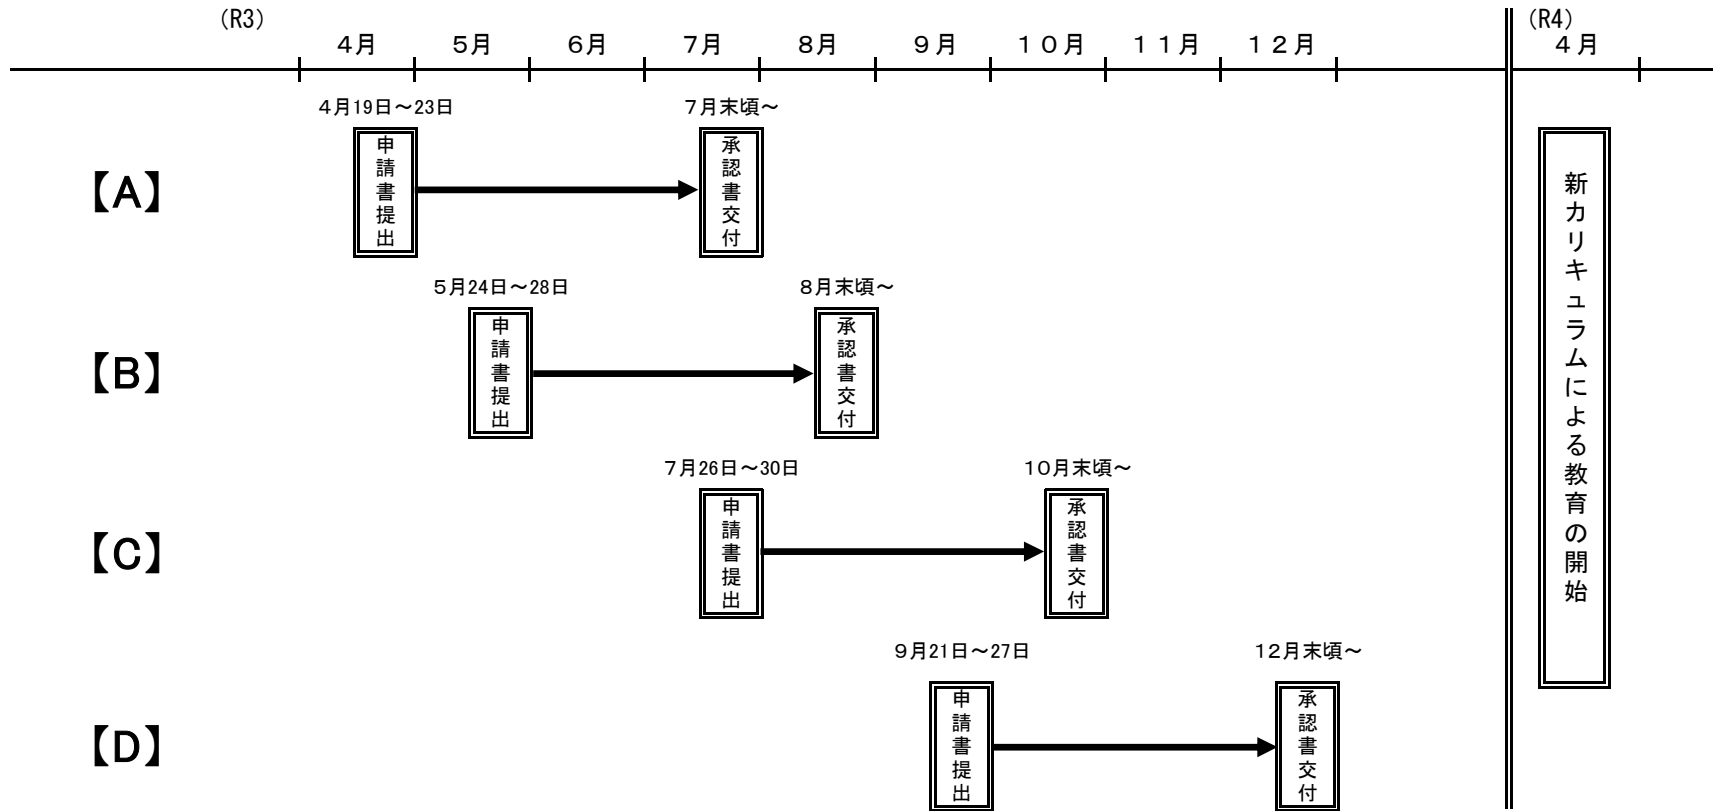 （R3）
（R4）
４月
５月
６月
７月
８月
９月
１０月
１１月
１２月
４月
４月19日～23日
７月末頃～
【A】
申請書提出
承認書交付
５月24日～28日
８月末頃～
【B】
申請書提出
承認書交付
７月26日～30日
10月末頃～
【C】
申請書提出
承認書交付
９月21日～27日
12月末頃～
【D】
申請書提出
承認書交付
新カリキュラムによる教育の開始